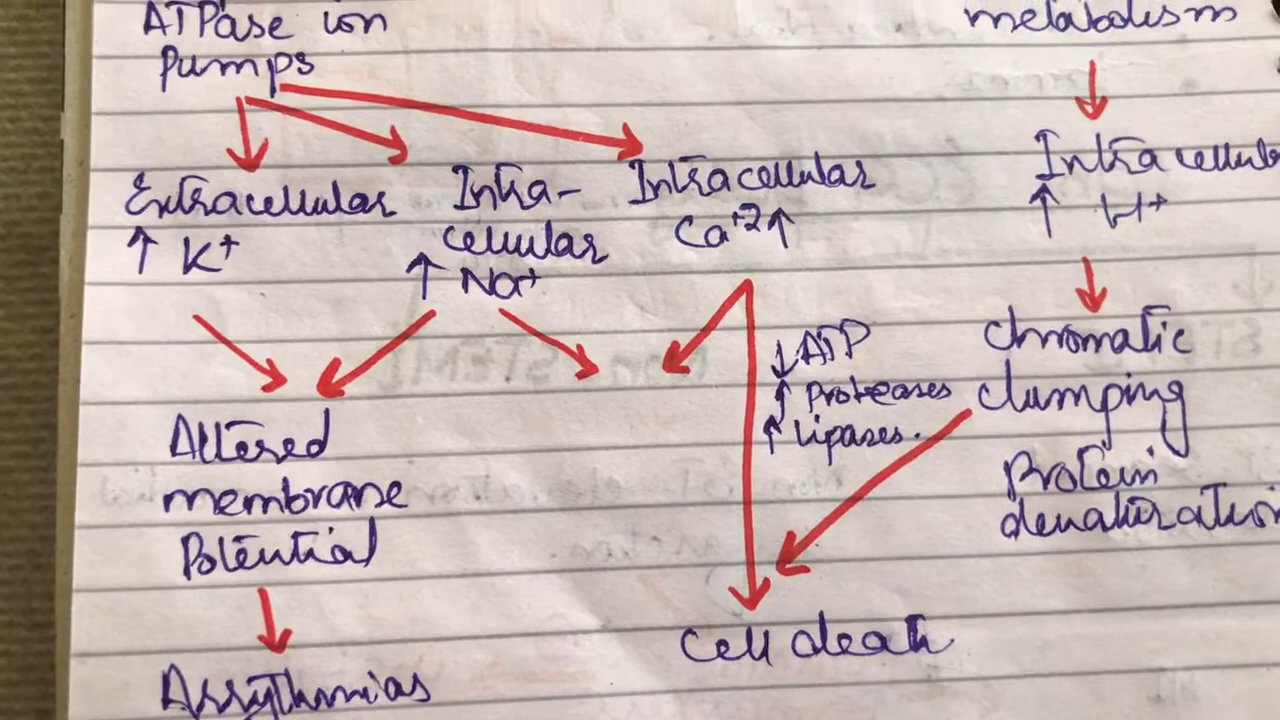 ATPase ion
Pumps
metabolism
Extracellular
↑ K+
Intra-
cellular
↑ Na+
Intracellular
Ca+2↑
Intracellul
↑ H+
↓ATP
↑ Proteases
↑ Lipases.
Chromatic
clumping
Protein
denaturation
Altered
membrane
Potential
Cell death
Arrythmias